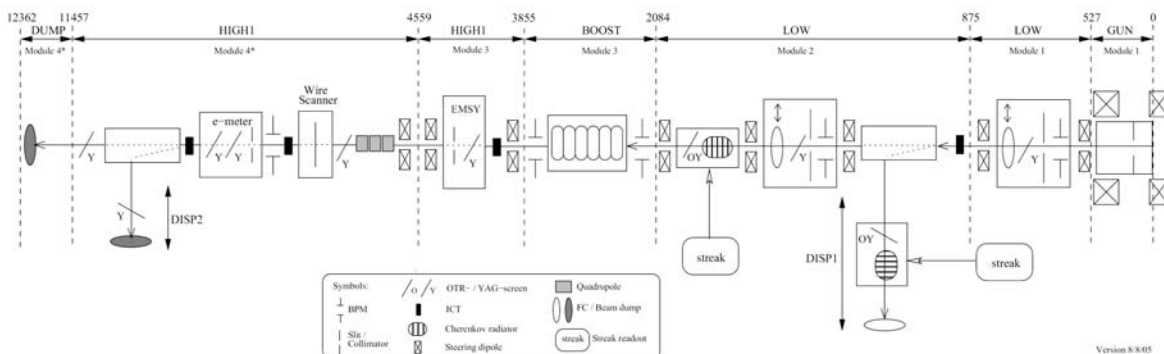 12362 11457 4559 3855 2084 875 527 0
DUMP HIGH1 HIGH1 BOOST LOW LOW GUN
Module 4* Module 4* Module 3 Module 3 Module 2 Module 1 Module 1
Wire
Scanner
e-meter
EMSY
Y Y Y Y Y OY OY Y Y
Y
DISP2
OY
DISP1
streak
streak
Symbols:
O Y OTR- / YAG-screen
Quadrupole
BPM
ICT
FC / Beam dump
Slit /
Collimator
Cherenkov radiator
streak Streak readout
Steering dipole
Version 8/8/05